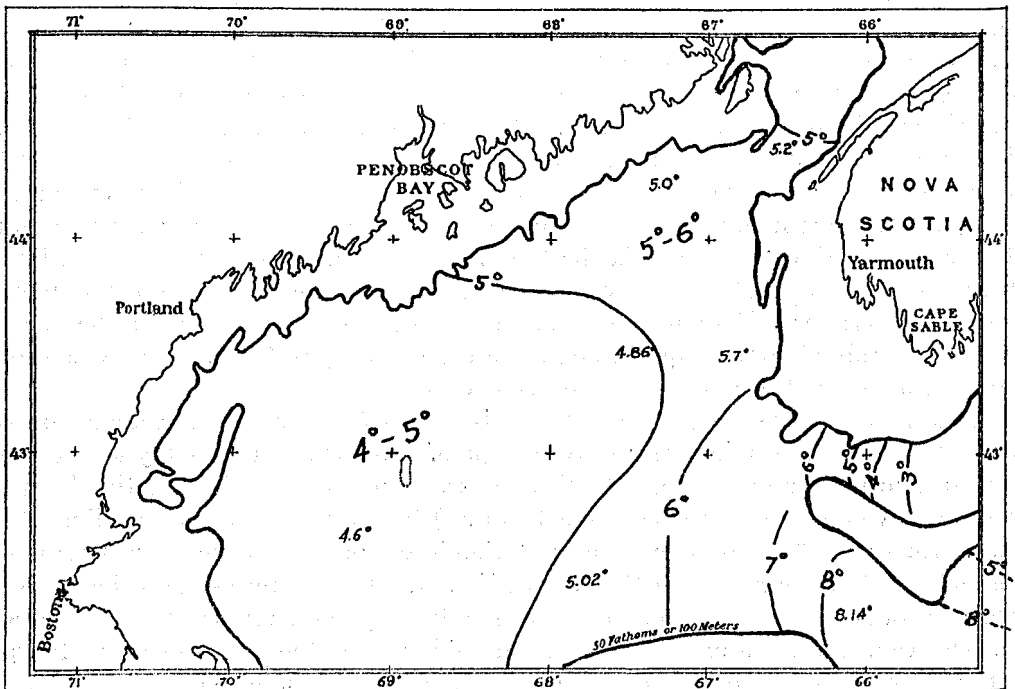 71° 70° 69° 68° 67° 66°
5° 5.2°
PENOBSCOT
BAY
5.0°
NOVA
SCOTIA
44° 5°-6° 44°
Yarmouth
5°
Portland
CAPE
SABLE
4.86° 5.7°
4°-5°
43° 43°
6° 5° 4° 3°
6°
4.6°
7° 8° 5°
5.02°
8.14° 8°
Boston
50 Fathoms or 100 Meters
71° 70° 69° 68° 67° 66°